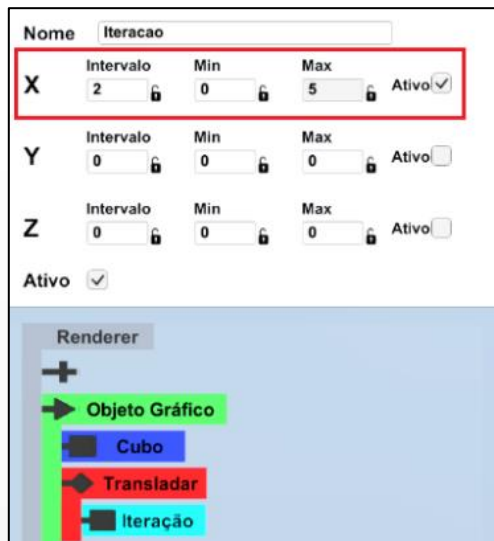 Nome Iteracao
Intervalo Min Max
X 2 0 5 Ativo
Intervalo Min Max
Y 0 0 0 Ativo
Intervalo Min Max
Z 0 0 0 Ativo
Ativo
Renderer
Objeto Gráfico
Cubo
Transladar
Iteração